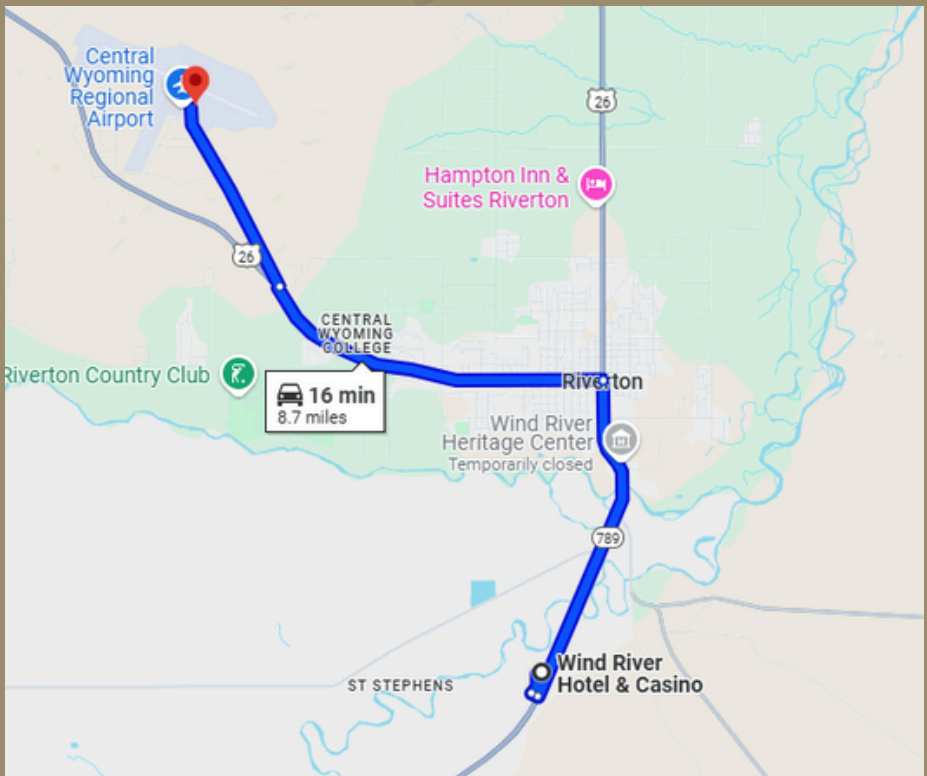 Central
Wyoming
Regional
Airport
26
Hampton Inn &
Suites Riverton
26
CENTRAL
WYOMING
COLLEGE
Riverton Country Club
16 min
8.7 miles
Riverton
Wind River
Heritage Center
Temporarily closed
789
Wind River
Hotel & Casino
ST STEPHENS